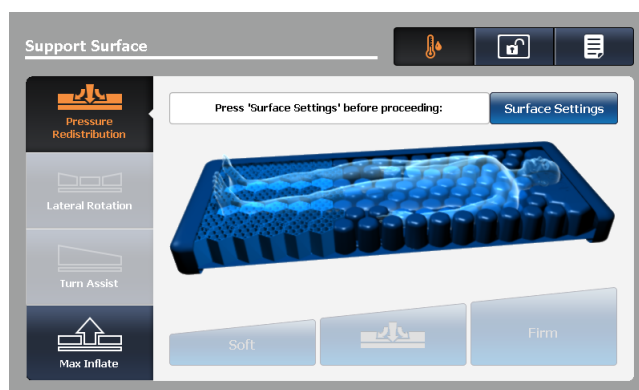 Support Surface
Pressure
Redistribution
Press 'Surface Settings' before proceeding:
Surface Settings
Lateral Rotation
Turn Assist
Max Inflate
Soft
Firm